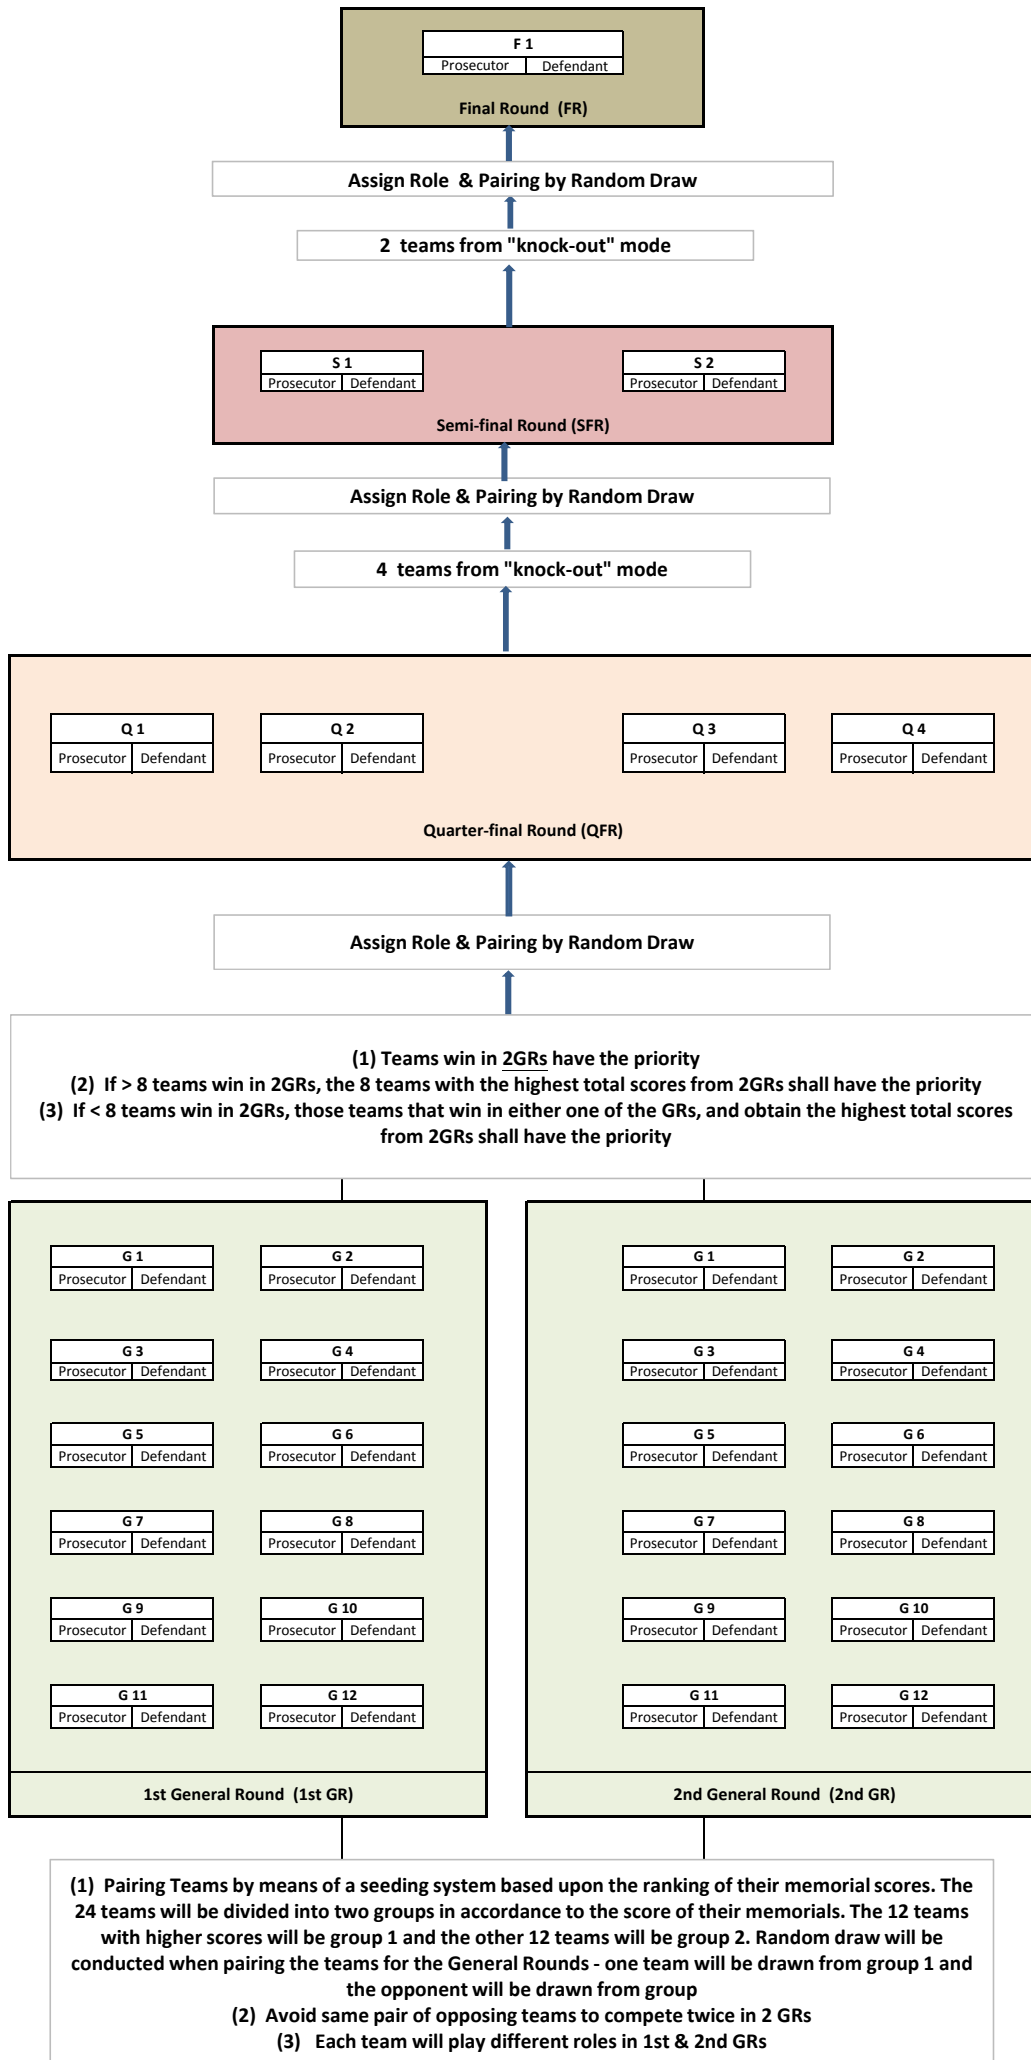 F 1
Prosecutor Defendant
Final Round  (FR)
Assign Role  & Pairing by Random Draw
2  teams from "knock-out" mode
S 1 S 2
Prosecutor Defendant Prosecutor Defendant
Semi-final Round (SFR)
Assign Role & Pairing by Random Draw
4  teams from "knock-out" mode
Q 1 Q 2 Q 3 Q 4
Prosecutor Defendant Prosecutor Defendant Prosecutor Defendant Prosecutor Defendant
Quarter-final Round (QFR)
Assign Role & Pairing by Random Draw
(1) Teams win in 2GRs have the priority
(2)  If > 8 teams win in 2GRs, the 8 teams with the highest total scores from 2GRs shall have the priority
(3)  If < 8 teams win in 2GRs, those teams that win in either one of the GRs, and obtain the highest total scores
from 2GRs shall have the priority
G 1 G 2 G 1 G 2
Prosecutor Defendant Prosecutor Defendant Prosecutor Defendant Prosecutor Defendant
G 3 G 4 G 3 G 4
Prosecutor Defendant Prosecutor Defendant Prosecutor Defendant Prosecutor Defendant
G 5 G 6 G 5 G 6
Prosecutor Defendant Prosecutor Defendant Prosecutor Defendant Prosecutor Defendant
G 7 G 8 G 7 G 8
Prosecutor Defendant Prosecutor Defendant Prosecutor Defendant Prosecutor Defendant
G 9 G 10 G 9 G 10
Prosecutor Defendant Prosecutor Defendant Prosecutor Defendant Prosecutor Defendant
G 11 G 12 G 11 G 12
Prosecutor Defendant Prosecutor Defendant Prosecutor Defendant Prosecutor Defendant
1st General Round  (1st GR) 2nd General Round  (2nd GR)
(1)  Pairing Teams by means of a seeding system based upon the ranking of their memorial scores. The
24 teams will be divided into two groups in accordance to the score of their memorials. The 12 teams
with higher scores will be group 1 and the other 12 teams will be group 2. Random draw will be
conducted when pairing the teams for the General Rounds - one team will be drawn from group 1 and
the opponent will be drawn from group
(2)  Avoid same pair of opposing teams to compete twice in 2 GRs
(3)   Each team will play different roles in 1st & 2nd GRs